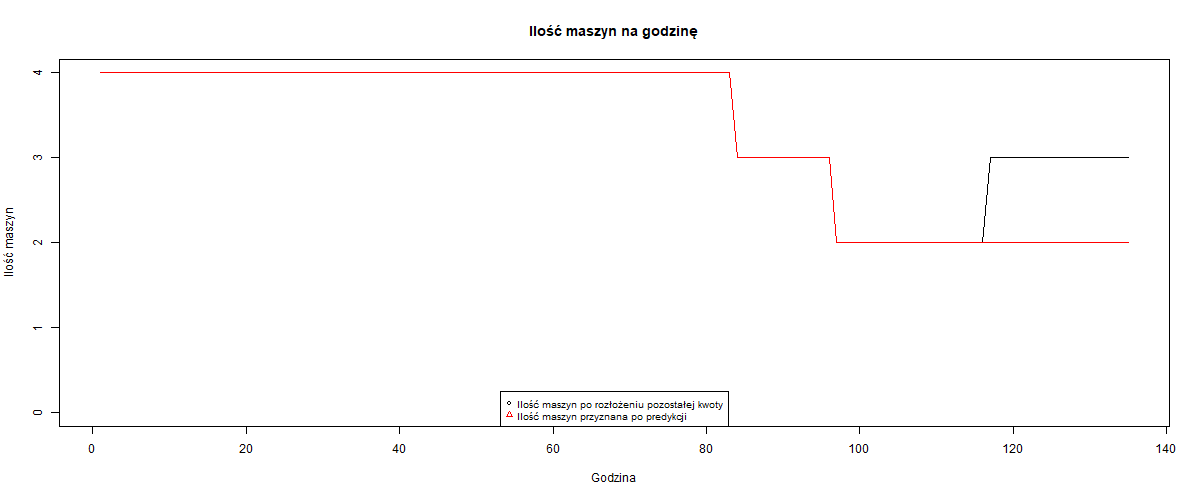 Ilość maszyn na godzinę
Ilość maszyn
4
3
2
1
0
Ilość maszyn po rozłożeniu pozostałej kwoty
Ilość maszyn przyznana po predykcji
0 20 40 60 80 100 120 140
Godzina